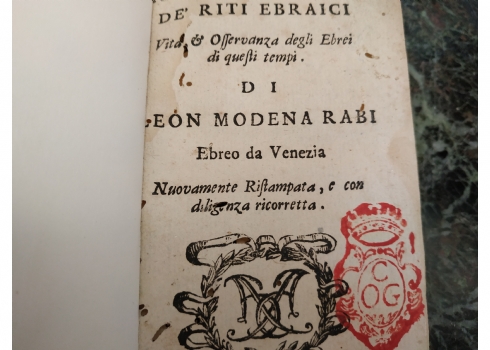 DE' RITI EBRAICI
Vita, & Osservanza degli Ebrei
di questi tempi.
DI
EON MODENA RABI
Ebreo da Venezia
Nuovamente Ristampata, e con
diligenza ricorretta.
C
OG